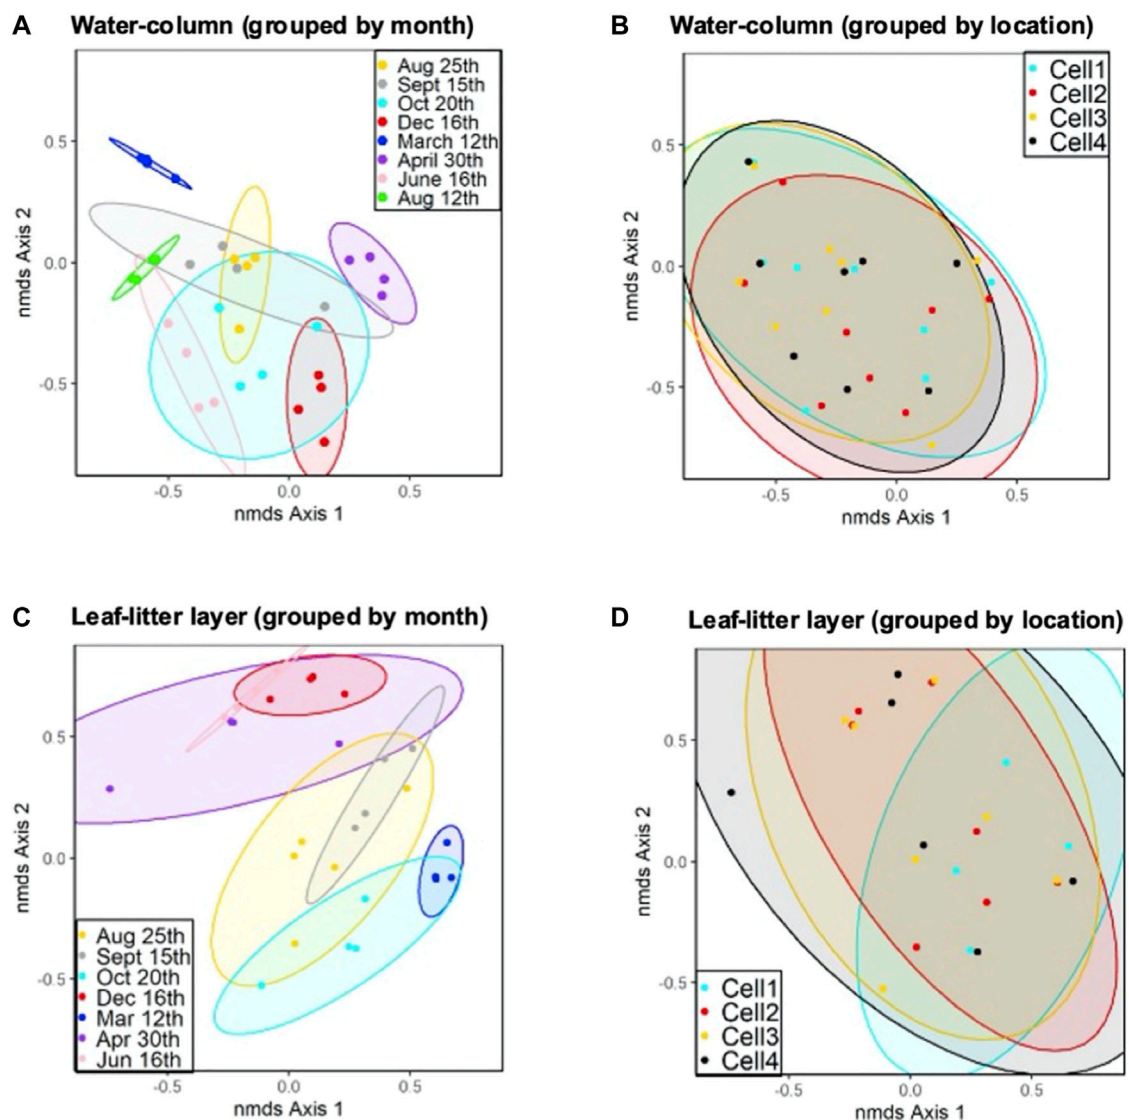 A Water-column (grouped by month)
Aug 25th
Sept 15th
Oct 20th
Dec 16th
March 12th
April 30th
June 16th
Aug 12th
0.5
0.0
-0.5
nmds Axis 2
-0.5 0.0 0.5
nmds Axis 1
B Water-column (grouped by location)
Cell1
Cell2
Cell3
Cell4
0.5
0.0
-0.5
nmds Axis 2
-0.5 0.0 0.5
nmds Axis 1
C Leaf-litter layer (grouped by month)
0.5
0.0
-0.5
nmds Axis 2
Aug 25th
Sept 15th
Oct 20th
Dec 16th
Mar 12th
Apr 30th
Jun 16th
-0.5 0.0 0.5
nmds Axis 1
D Leaf-litter layer (grouped by location)
0.5
0.0
-0.5
nmds Axis 2
Cell1
Cell2
Cell3
Cell4
-0.5 0.0 0.5
nmds Axis 1